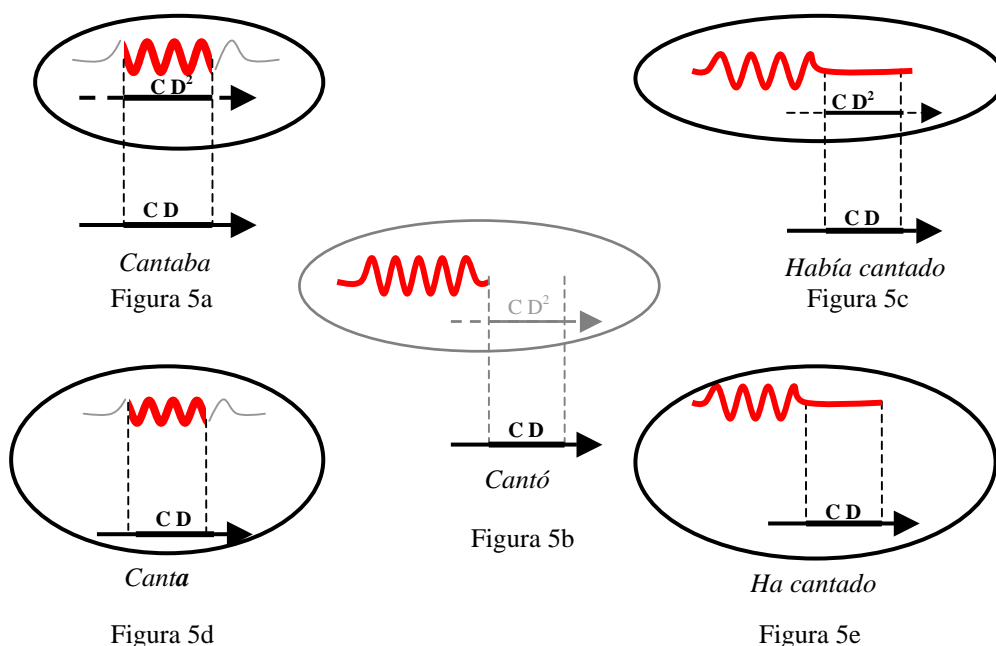 C D²
C D
Cantaba
Figura 5a
C D²
C D
Había cantado
Figura 5c
C D²
C D
Cantó
Figura 5b
C D
Canta
Figura 5d
C D
Ha cantado
Figura 5e